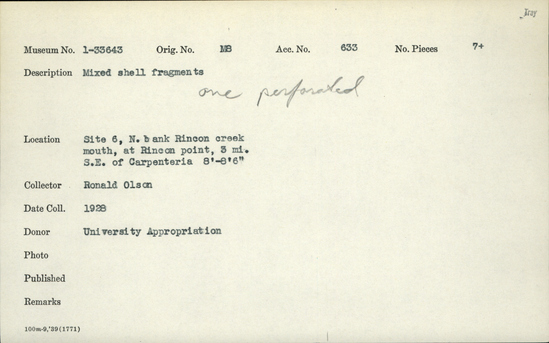 Museum No. 1-33643 Orig. No. MB Acc. No. 633 No. Pieces 7+
Description Mixed shell fragments
one perforated
Location Site 6, N. bank Rincon creek
mouth, at Rincon point, 3 mi.
S.E. of Carpenteria 8'-8'6"
Collector Ronald Olson
Date Coll. 1928
Donor University Appropriation
Photo
Published
Remarks
100m-9,'39(1771)